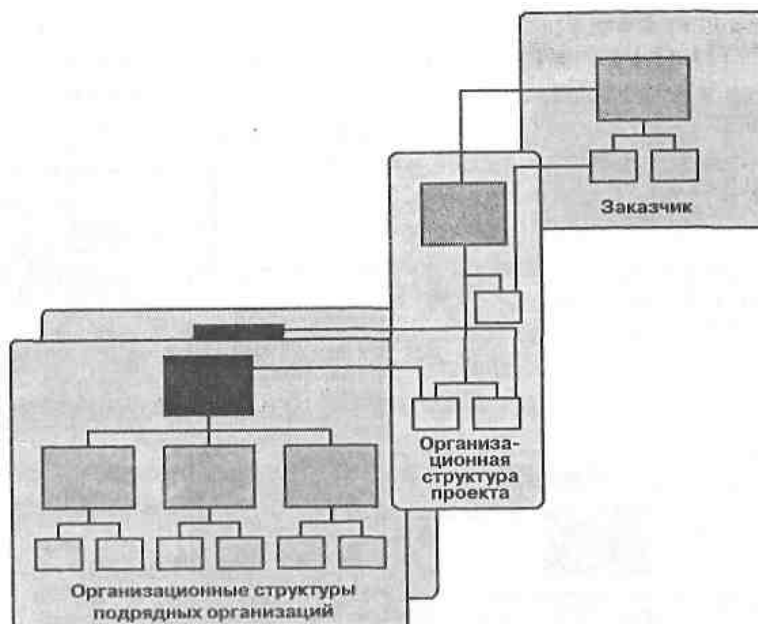 Заказчик
Организа-
ционная
структура
проекта
Организационные структуры
подрядных организаций